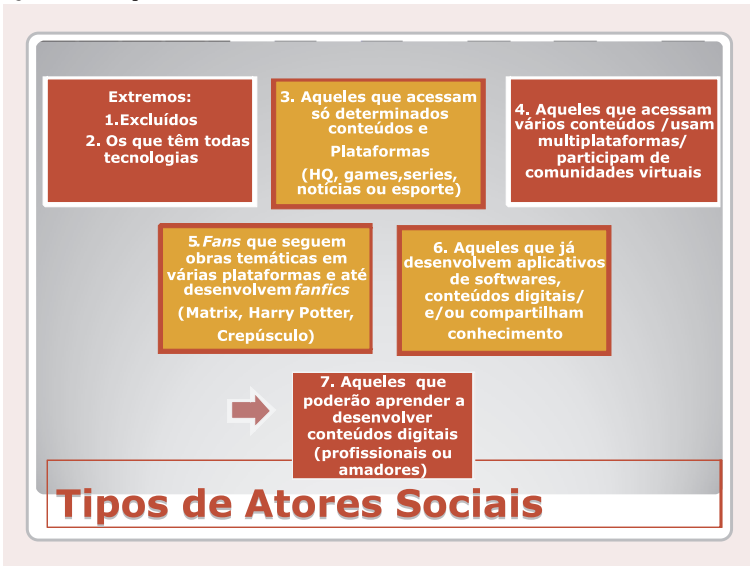 Extremos:
1.Excluídos
2. Os que têm todas
tecnologias
3. Aqueles que acessam
só determinados
conteúdos e
Plataformas
(HQ, games,series,
notícias ou esporte)
4. Aqueles que acessam
vários conteúdos /usam
multiplataformas/
participam de
comunidades virtuais
5.Fans que seguem
obras temáticas em
várias plataformas e até
desenvolvem fanfics
(Matrix, Harry Potter,
Crepúsculo)
6. Aqueles que já
desenvolvem aplicativos
de softwares,
conteúdos digitais/
e/ou compartilham
conhecimento
7. Aqueles que
poderão aprender a
desenvolver
conteúdos digitais
(profissionais ou
amadores)
Tipos de Atores Sociais